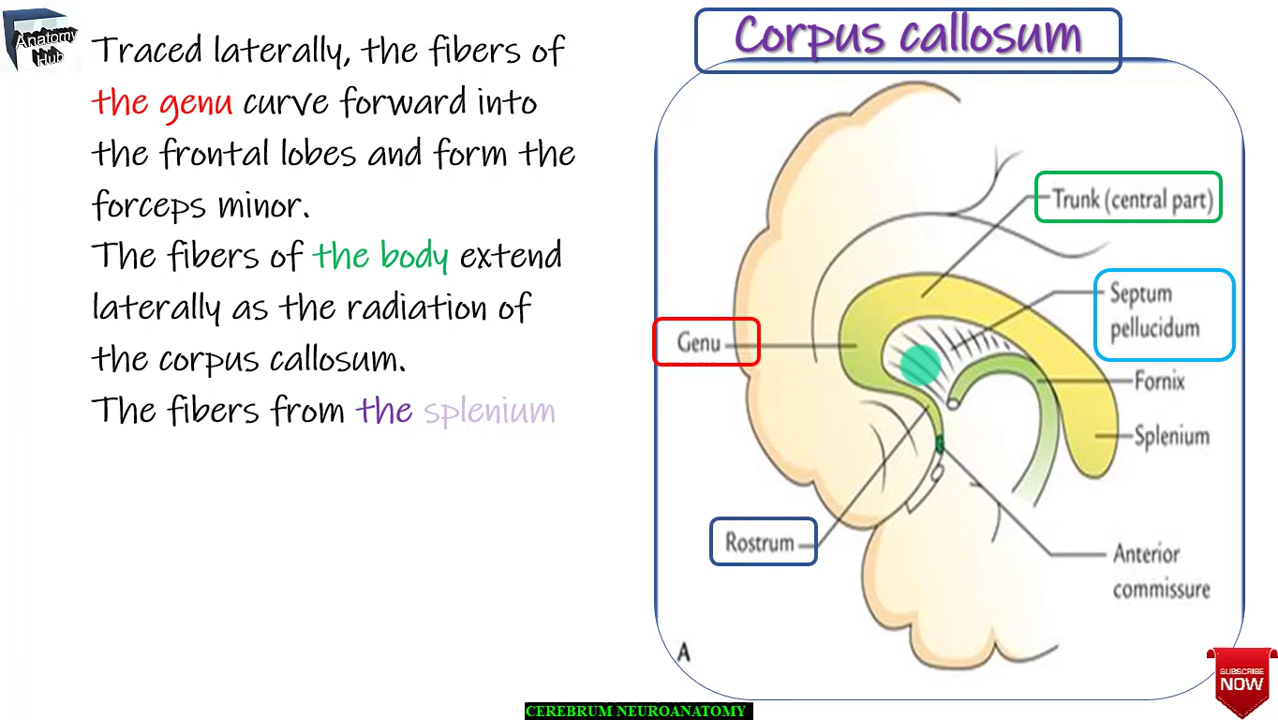 Anatomy
Hub
Traced laterally, the fibers of
the genu curve forward into
the frontal lobes and form the
forceps minor.
The fibers of the body extend
laterally as the radiation of
the corpus callosum.
The fibers from the splenium
Corpus callosum
Trunk (central part)
Septum
pellucidum
Genu
Fornix
Splenium
Rostrum
Anterior
commissure
A
SUBSCRIBE
NOW
CEREBRUM NEUROANATOMY